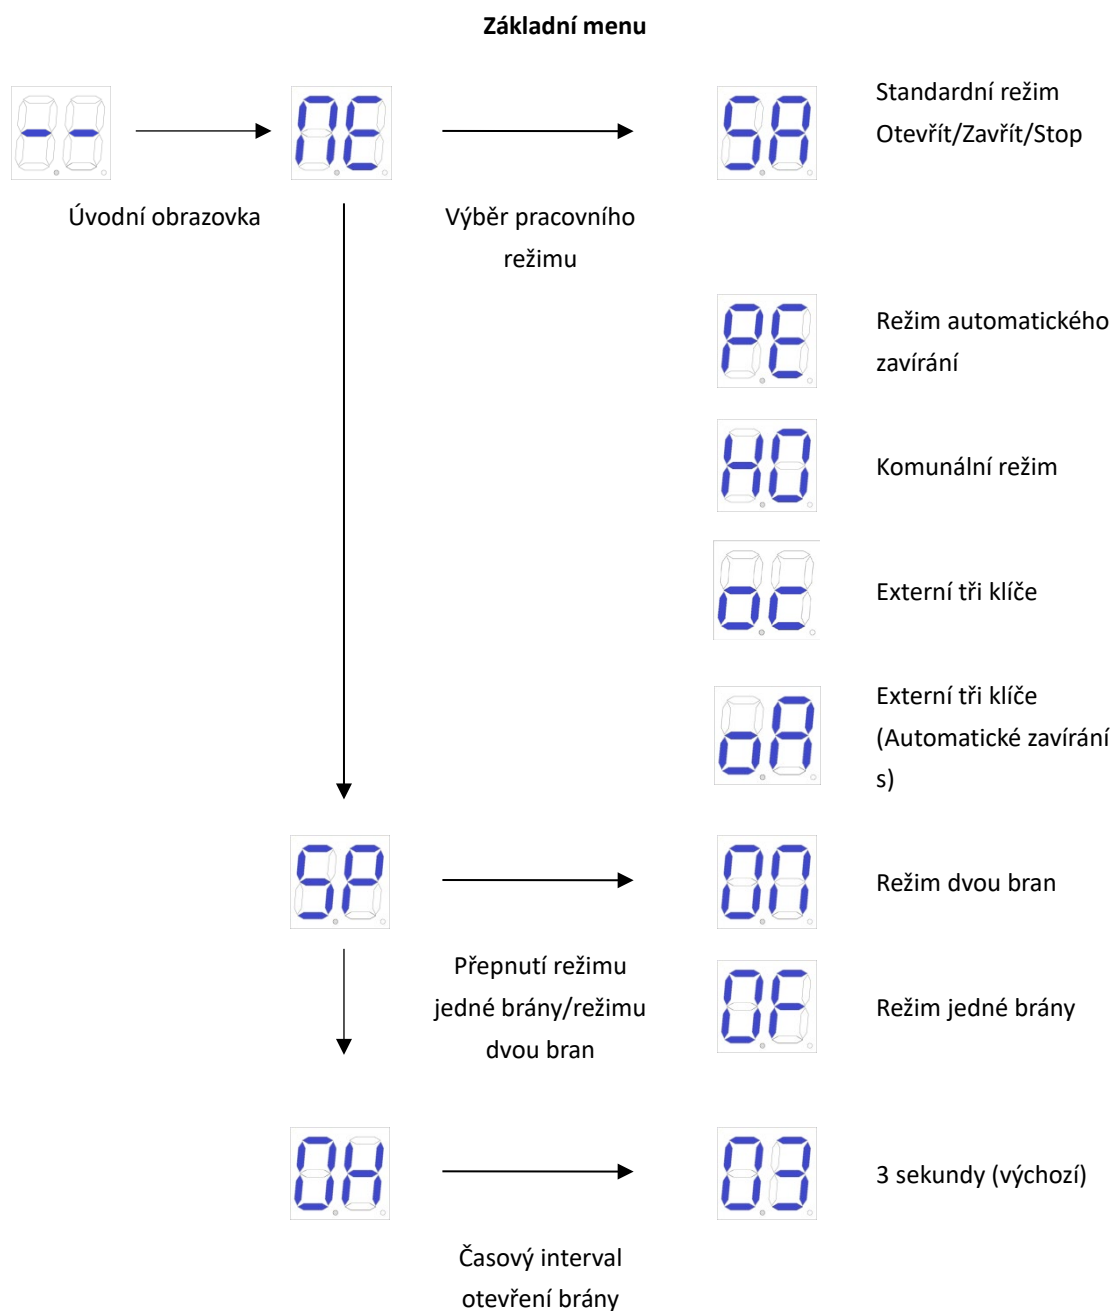 Základní menu
- -
Standardní režim
Otevřít/Zavřít/Stop
Úvodní obrazovka
Výběr pracovního
režimu
Režim automatického
zavírání
Komunální režim
Externí tři klíče
Externí tři klíče
(Automatické zavírání
s)
Režim dvou bran
Přepnutí režimu
jedné brány/režimu
dvou bran
Režim jedné brány
03
3 sekundy (výchozí)
Časový interval
otevření brány